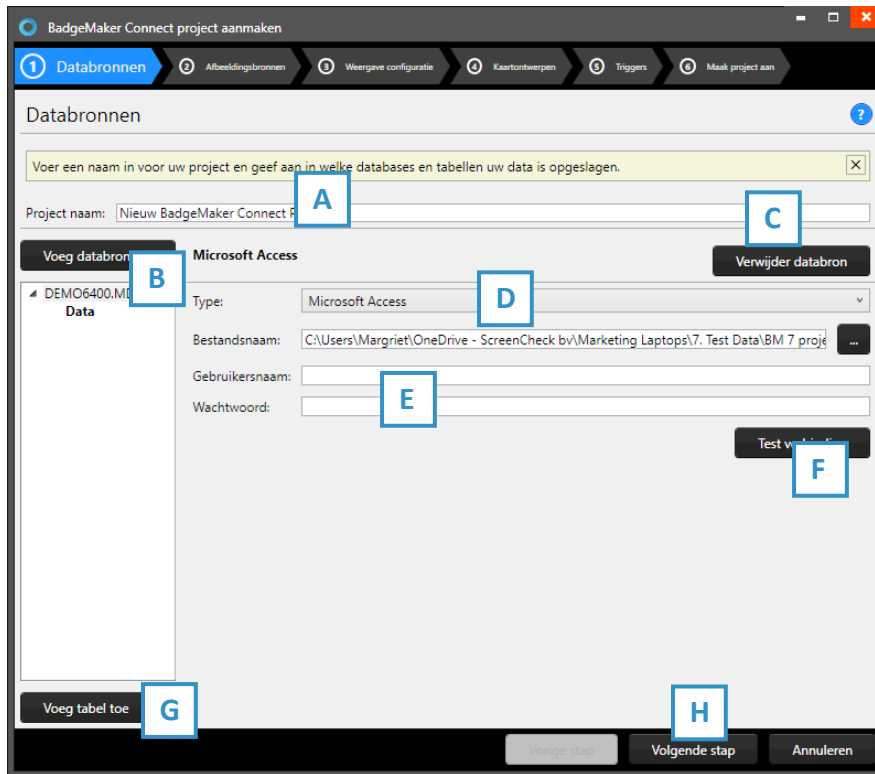 BadgeMaker Connect project aanmaken
1 Databronnen 2 Afbeeldingsbronnen 3 Weergave configuratie 4 Kaartontwerpen 5 Triggers 6 Maak project aan
Databronnen ?
Voer een naam in voor uw project en geef aan in welke databases en tabellen uw data is opgeslagen.
A
Project naam: Nieuw BadgeMaker Connect
C
Voeg Microsoft Access Verwijder databron
B
DEMO6400.MD
Data
Type: Microsoft Access
D
Bestandsnaam: C:\Users\Margriet\OneDrive - ScreenCheck bv\Marketing Laptops\7. Test Data\BM 7 proje ...
Gebruikersnaam:
E
Wachtwoord:
Test
F
Voeg tabel toe
G
H
Vorige stap Volgende stap Annuleren